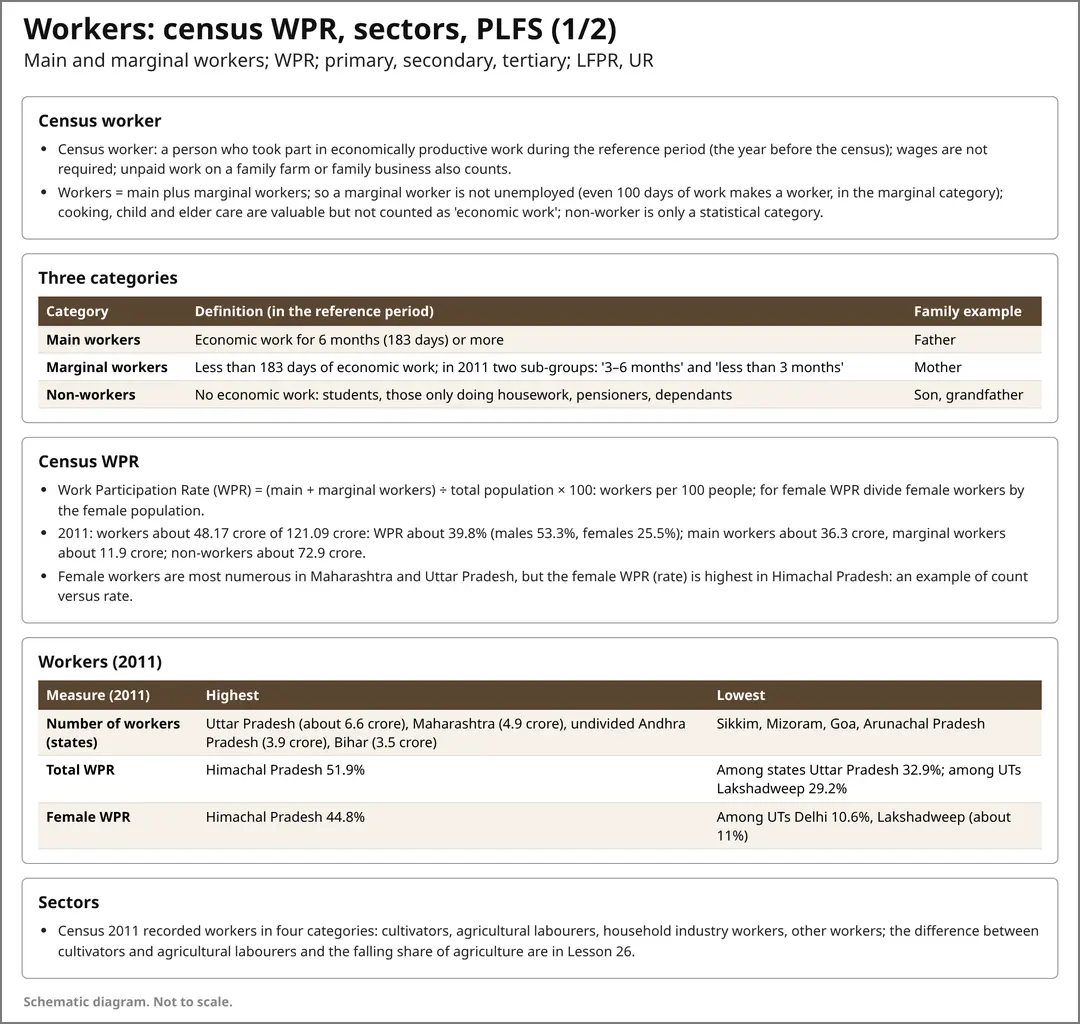 Workers: census WPR, sectors, PLFS (1/2)
Main and marginal workers; WPR; primary, secondary, tertiary; LFPR, UR
Census worker
• Census worker: a person who took part in economically productive work during the reference period (the year before the census); wages are not
required; unpaid work on a family farm or family business also counts.
• Workers = main plus marginal workers; so a marginal worker is not unemployed (even 100 days of work makes a worker, in the marginal category);
cooking, child and elder care are valuable but not counted as 'economic work'; non-worker is only a statistical category.
Three categories
Category Definition (in the reference period) Family example
Main workers Economic work for 6 months (183 days) or more Father
Marginal workers Less than 183 days of economic work; in 2011 two sub-groups: '3–6 months' and 'less than 3 months' Mother
Non-workers No economic work: students, those only doing housework, pensioners, dependants Son, grandfather
Census WPR
• Work Participation Rate (WPR) = (main + marginal workers) ÷ total population × 100: workers per 100 people; for female WPR divide female workers by
the female population.
• 2011: workers about 48.17 crore of 121.09 crore: WPR about 39.8% (males 53.3%, females 25.5%); main workers about 36.3 crore, marginal workers
about 11.9 crore; non-workers about 72.9 crore.
• Female workers are most numerous in Maharashtra and Uttar Pradesh, but the female WPR (rate) is highest in Himachal Pradesh: an example of count
versus rate.
Workers (2011)
Measure (2011) Highest Lowest
Number of workers Uttar Pradesh (about 6.6 crore), Maharashtra (4.9 crore), undivided Andhra Sikkim, Mizoram, Goa, Arunachal Pradesh
(states) Pradesh (3.9 crore), Bihar (3.5 crore)
Total WPR Himachal Pradesh 51.9% Among states Uttar Pradesh 32.9%; among UTs
Lakshadweep 29.2%
Female WPR Himachal Pradesh 44.8% Among UTs Delhi 10.6%, Lakshadweep (about
11%)
Sectors
• Census 2011 recorded workers in four categories: cultivators, agricultural labourers, household industry workers, other workers; the difference between
cultivators and agricultural labourers and the falling share of agriculture are in Lesson 26.
Schematic diagram. Not to scale.